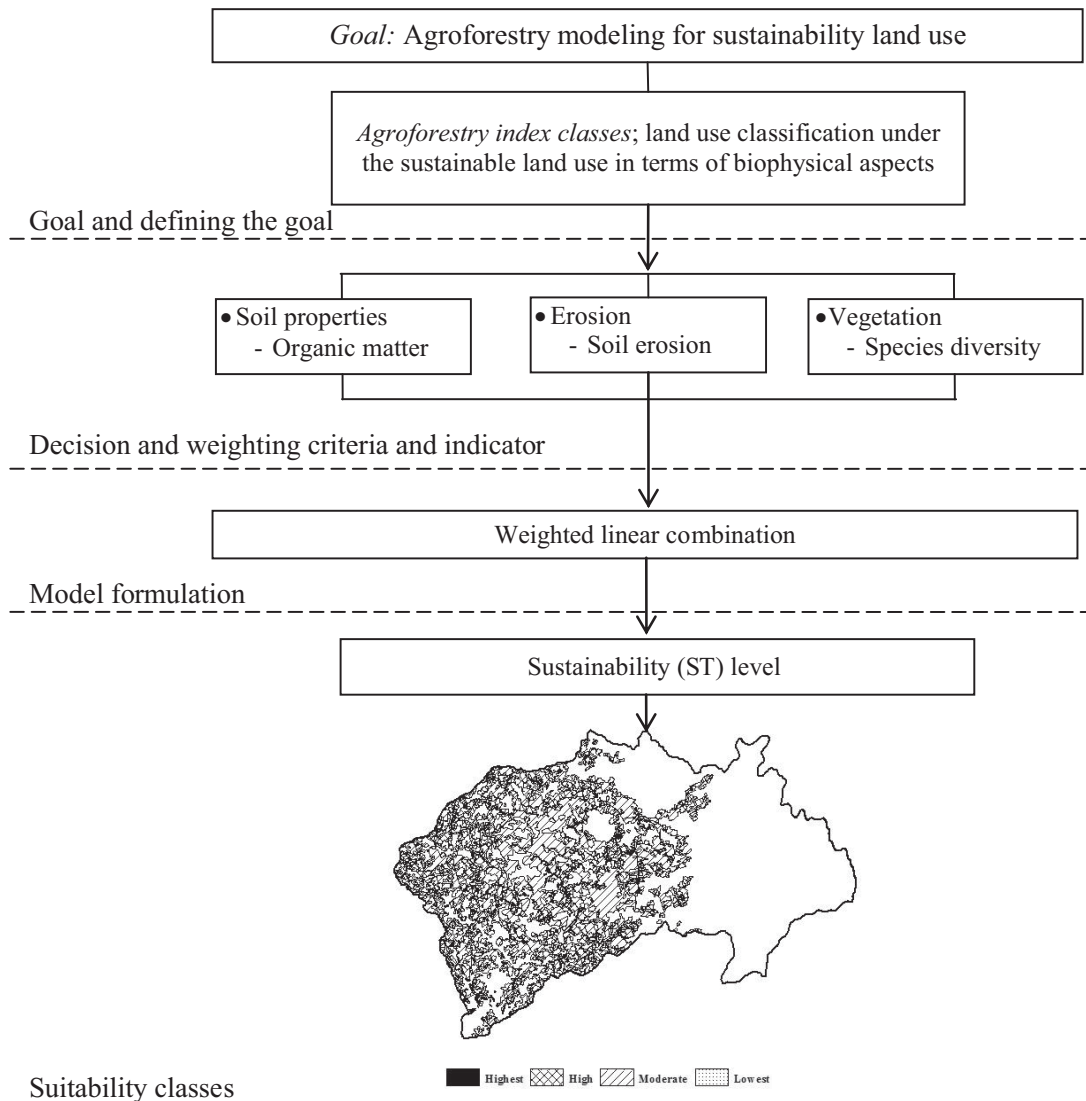 Goal: Agroforestry modeling for sustainability land use
Agroforestry index classes; land use classification under
the sustainable land use in terms of biophysical aspects
Goal and defining the goal
• Soil properties
- Organic matter
• Erosion
- Soil erosion
• Vegetation
- Species diversity
Decision and weighting criteria and indicator
Weighted linear combination
Model formulation
Sustainability (ST) level
Highest High Moderate Lowest
Suitability classes